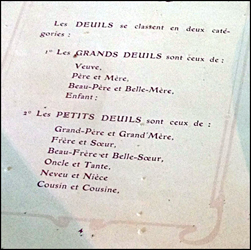 Les DEUILS se classent en deux caté-
gories :
1º Les GRANDS DEUILS sont ceux de :
Veuve,
Père et Mère,
Beau-Père et Belle-Mère,
Enfant :
2º Les PETITS DEUILS sont ceux de :
Grand-Père et Grand'Mère,
Frère et Sœur,
Beau-Frère et Belle-Sœur,
Oncle et Tante,
Neveu et Nièce
Cousin et Cousine,